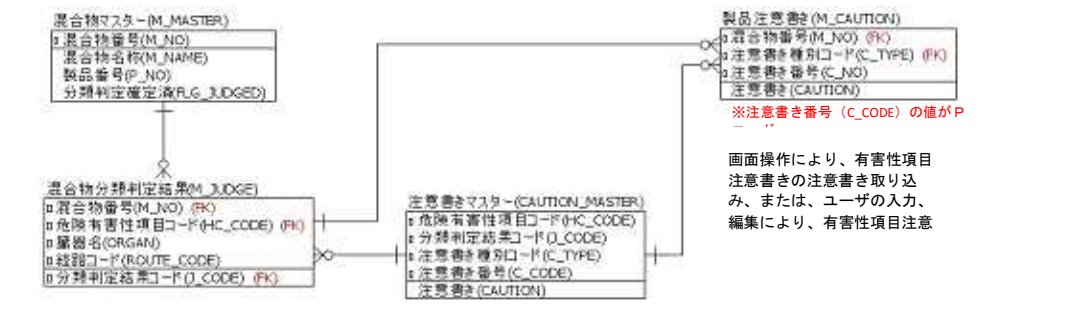 混合物マスター(M_MASTER)
混合物番号(M_NO)
混合物名称(M_NAME)
製品番号(P_NO)
分類判定確定済(FLG_JUDGED)
製品注意書き(M_CAUTION)
混合物番号(M_NO) (FK)
注意書き種別コード(C_TYPE) (FK)
注意書き番号(C_NO)
注意書き(CAUTION)
※注意書き番号（C_CODE）の値がP
画面操作により、有害性項目
注意書きの注意書き取り込
み、または、ユーザの入力、
編集により、有害性項目注意
混合物分類判定結果(M_JUDGE)
混合物番号(M_NO) (FK)
危険有害性項目コード(HC_CODE) (FK)
臓器名(ORGAN)
経路コード(ROUTE_CODE)
分類判定結果コード(J_CODE) (FK)
注意書きマスター(CAUTION_MASTER)
危険有害性項目コード(HC_CODE)
分類判定結果コード(J_CODE)
注意書き種別コード(C_TYPE)
注意書き番号(C_CODE)
注意書き(CAUTION)